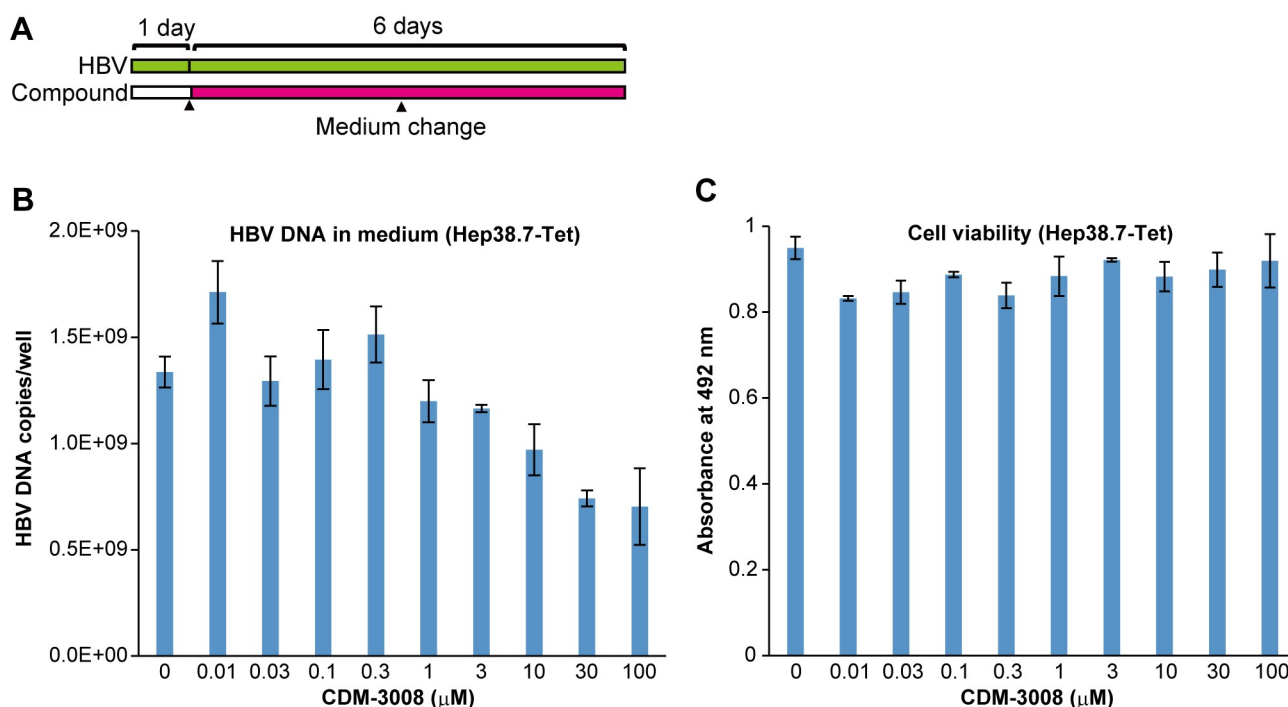 A
1 day 6 days
HBV
Compound
Medium change
B
HBV DNA in medium (Hep38.7-Tet)
HBV DNA copies/well
2.0E+09
1.5E+09
1.0E+09
0.5E+09
0.0E+00
0 0.01 0.03 0.1 0.3 1 3 10 30 100
CDM-3008 (μM)
C
Cell viability (Hep38.7-Tet)
Absorbance at 492 nm
1
0.8
0.6
0.4
0.2
0
0 0.01 0.03 0.1 0.3 1 3 10 30 100
CDM-3008 (μM)